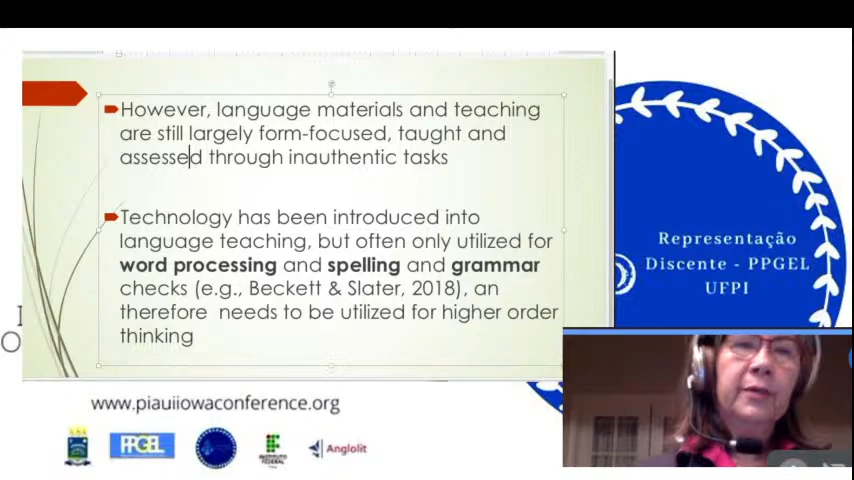 However, language materials and teaching
are still largely form-focused, taught and
assessed through inauthentic tasks
Technology has been introduced into
language teaching, but often only utilized for
word processing and spelling and grammar
checks (e.g., Beckett & Slater, 2018), an
therefore needs to be utilized for higher order
thinking
Representação
Discente - PPGEL
UFPI
www.piauiiowaconference.org
PPGEL
INSTITUTO
FEDERAL
Anglolit